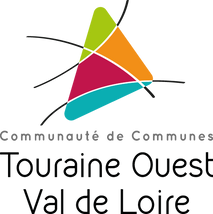 Communauté de Communes
Touraine Ouest
Val de Loire